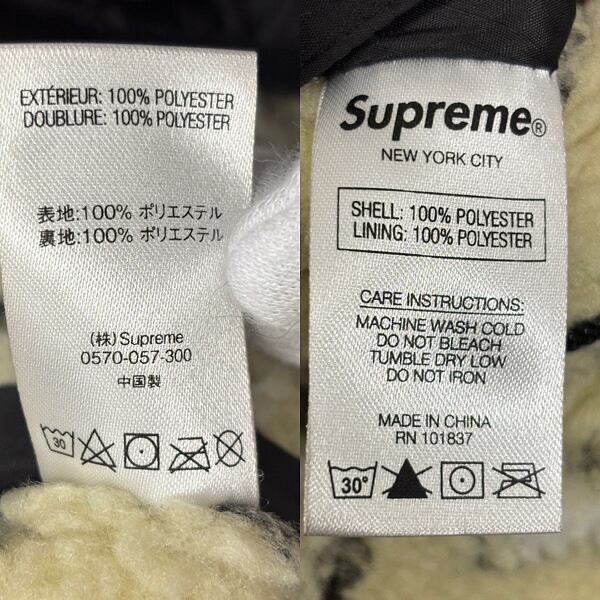 EXTÉRIEUR: 100% POLYESTER
DOUBLURE: 100% POLYESTER
表地:100% ポリエステル
裏地:100% ポリエステル
(株)Supreme
0570-057-300
中国製
30
Supreme®
NEW YORK CITY
SHELL: 100% POLYESTER
LINING: 100% POLYESTER
CARE INSTRUCTIONS:
MACHINE WASH COLD
DO NOT BLEACH
TUMBLE DRY LOW
DO NOT IRON
MADE IN CHINA
RN 101837
30°